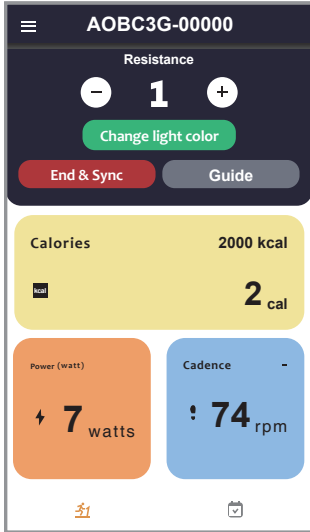 AOBC3G-00000
Resistance
- 1 +
Change light color
End & Sync Guide
Calories 2000 kcal
kcal 2 cal
Power (watt)
7 watts
Cadence -
74 rpm